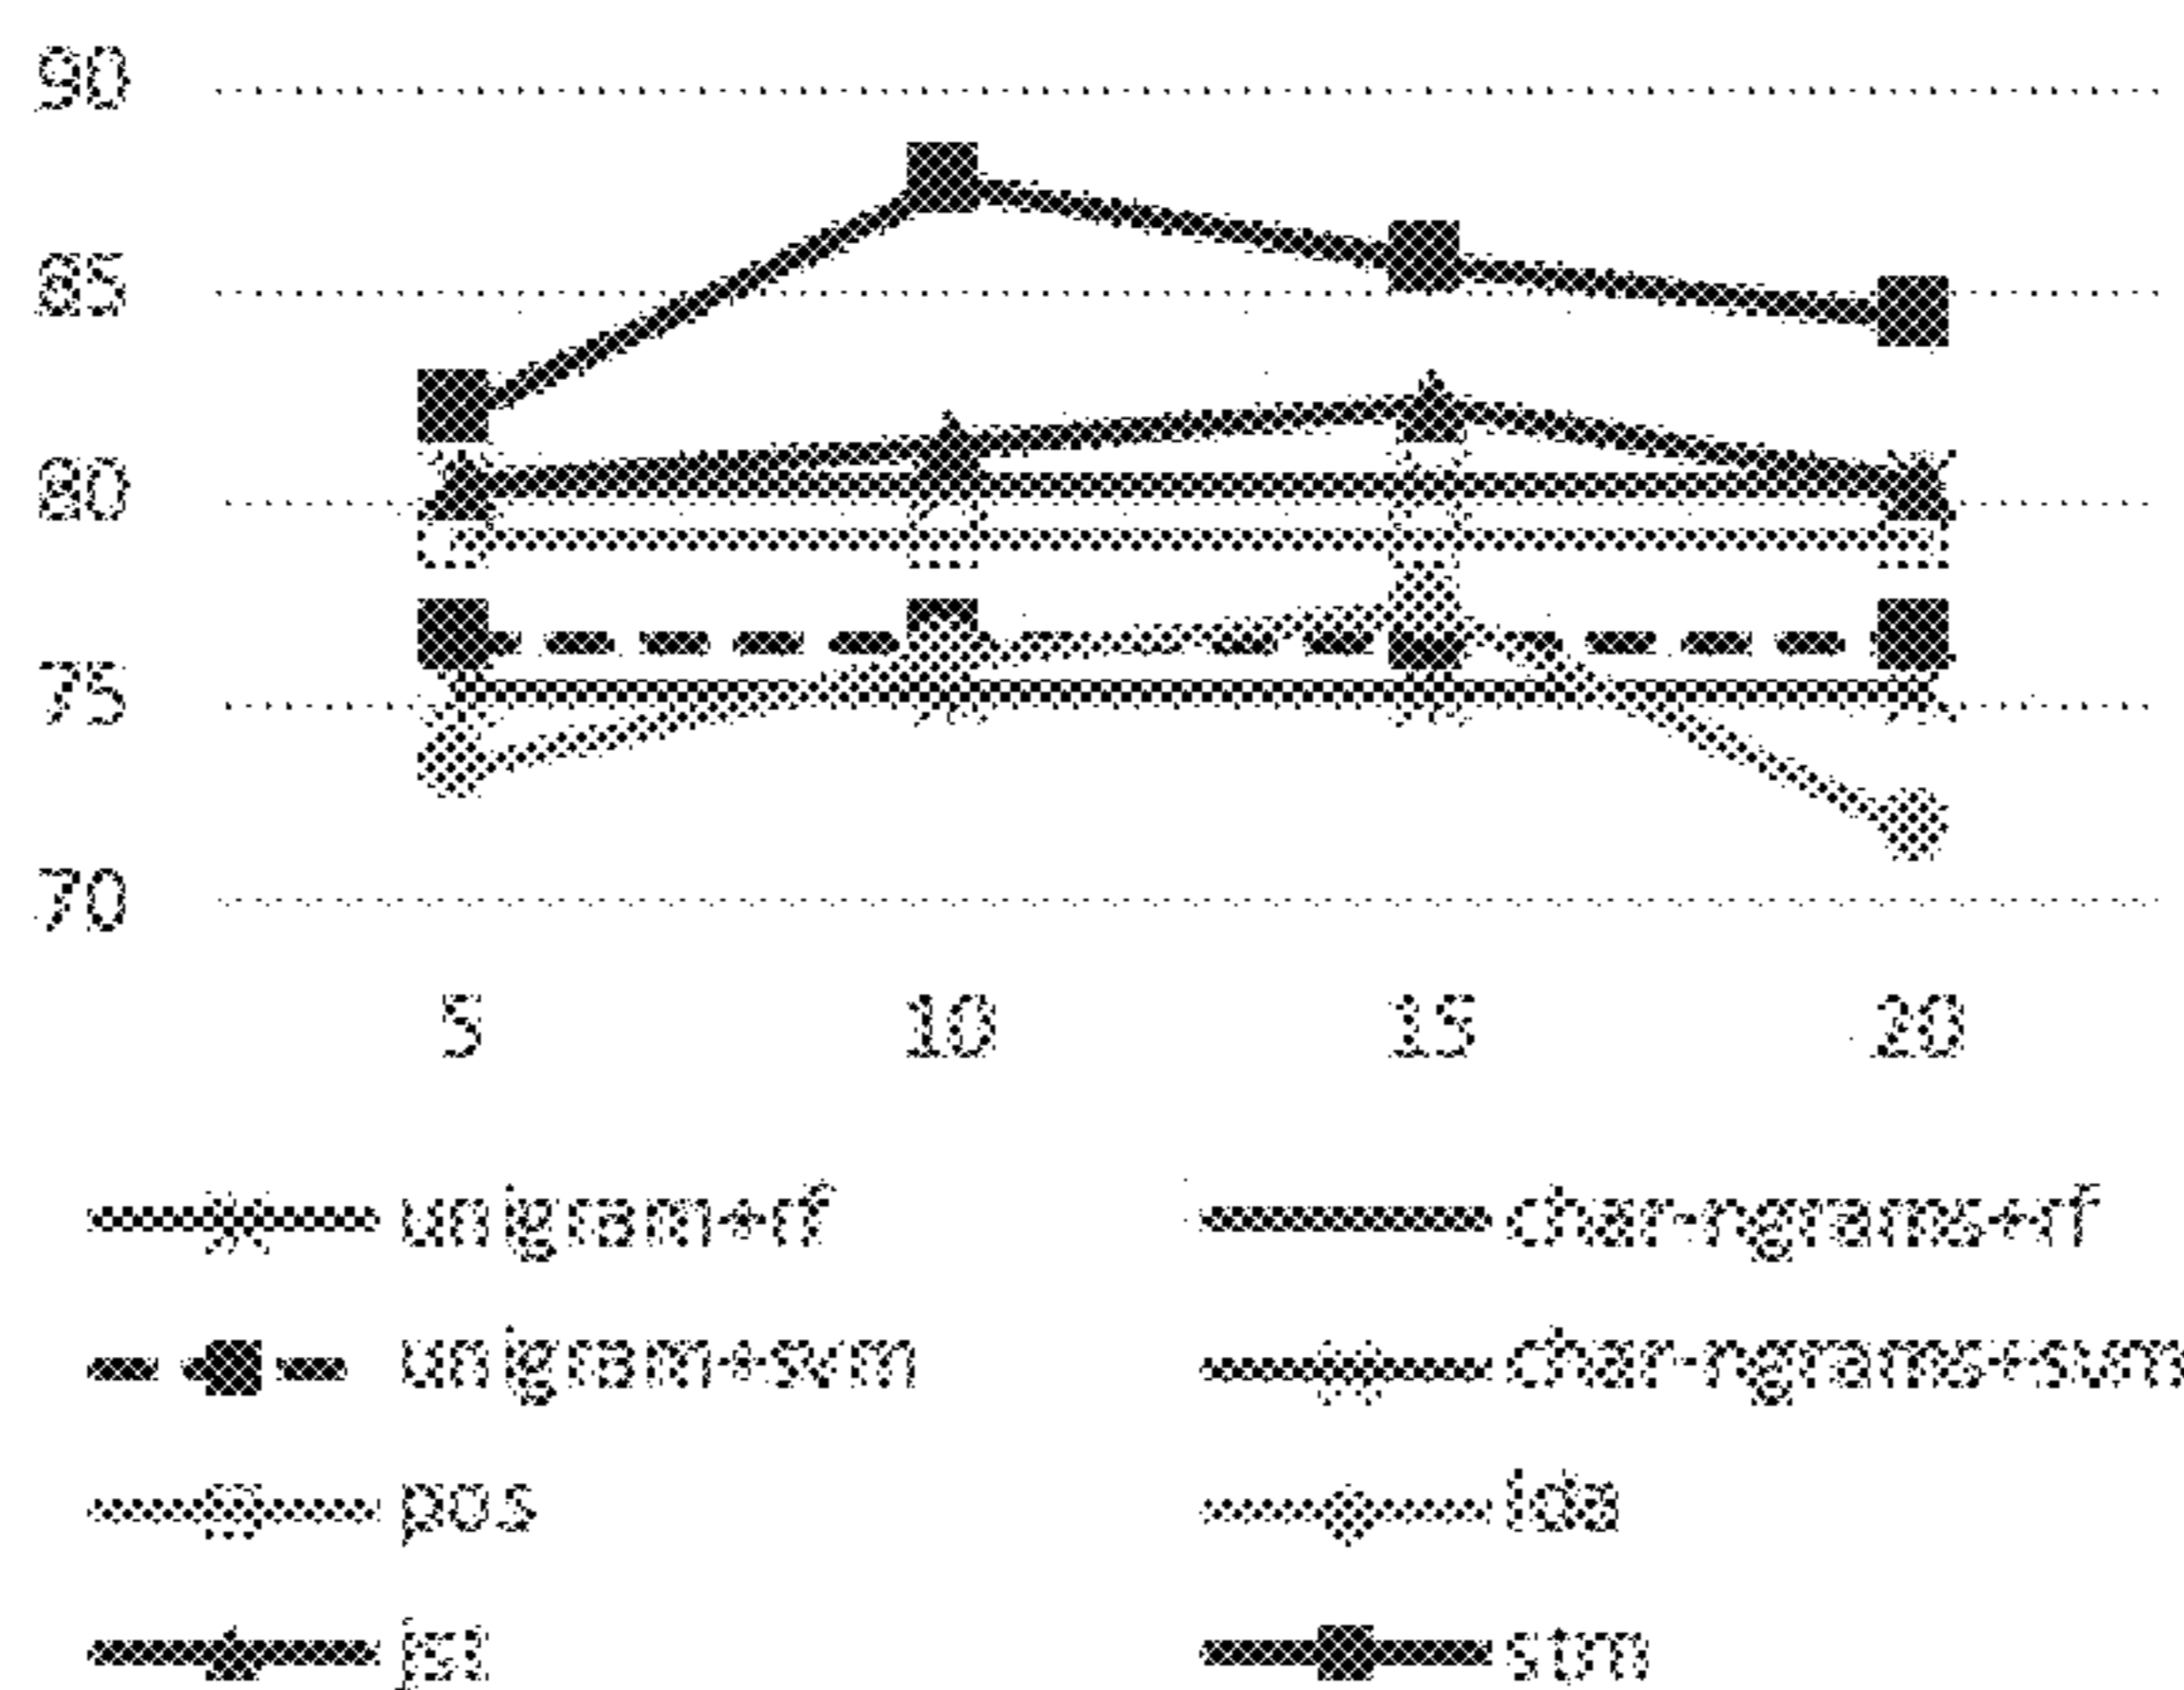 90
85
80
75
70
5 10 15 20
unigram+rf char-ngrams+rf
unigram+svm char-ngrams+svm
pos lda
jst stm